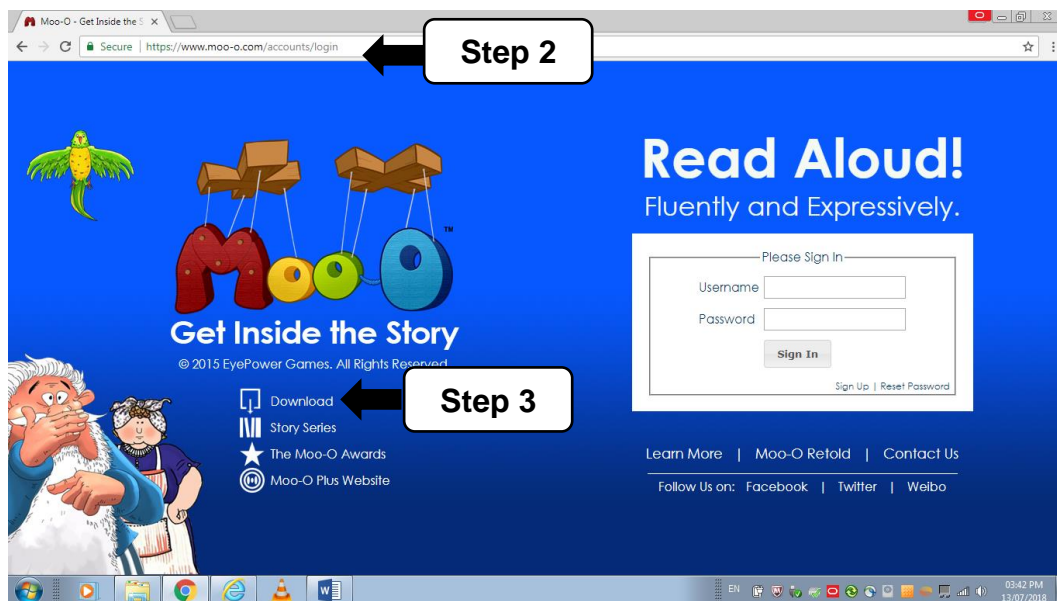 Moo-O - Get Inside the S
Secure | https://www.moo-o.com/accounts/login
Step 2
Moo-O
TM
Get Inside the Story
© 2015 EyePower Games. All Rights Reserved
Download
Step 3
Story Series
The Moo-O Awards
Moo-O Plus Website
Read Aloud!
Fluently and Expressively.
Please Sign In
Username
Password
Sign In
Sign Up | Reset Password
Learn More | Moo-O Retold | Contact Us
Follow Us on: Facebook | Twitter | Weibo
EN
03:42 PM
13/07/2018